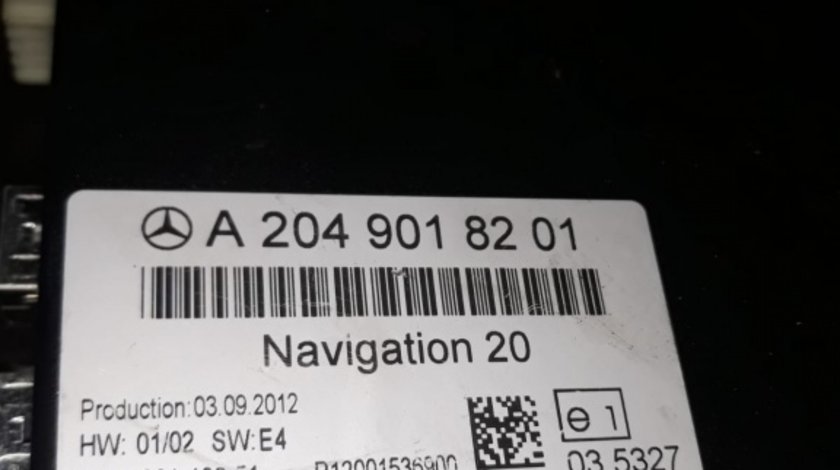 A 204 901 82 01
Navigation 20
Production:03.09.2012
HW: 01/02 SW:E4
e 1
03 5327